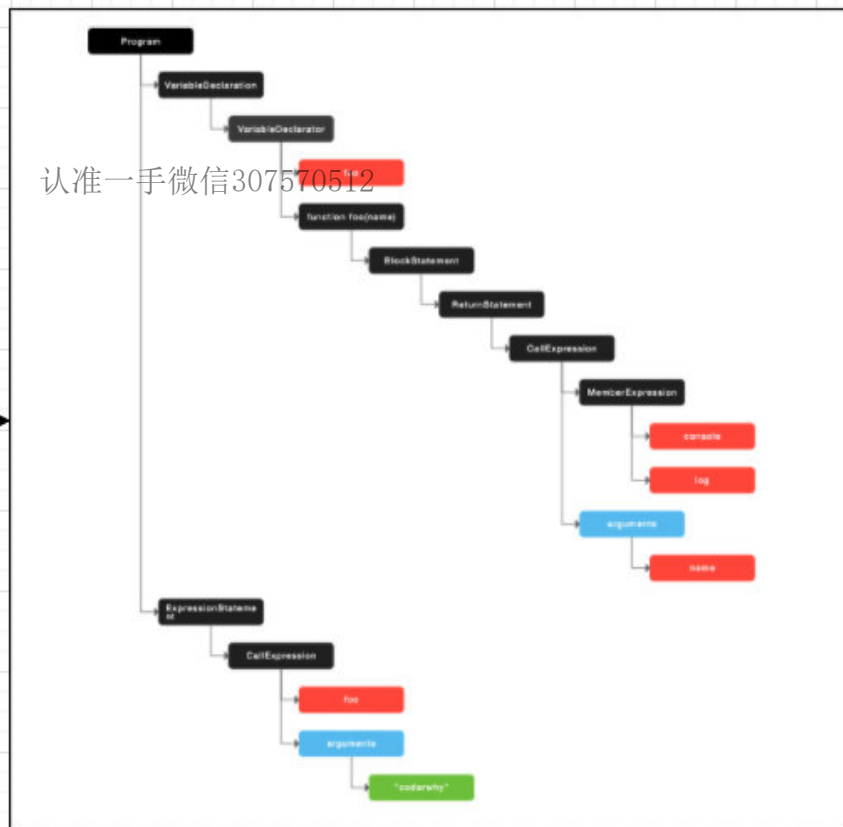 Program
VariableDeclaration
VariableDeclarator
foo
认准一手微信307570512
function foo(name)
BlockStatement
ReturnStatement
CallExpression
MemberExpression
console
log
arguments
name
ExpressionStateme
nt
CallExpression
foo
arguments
"coderwhy"